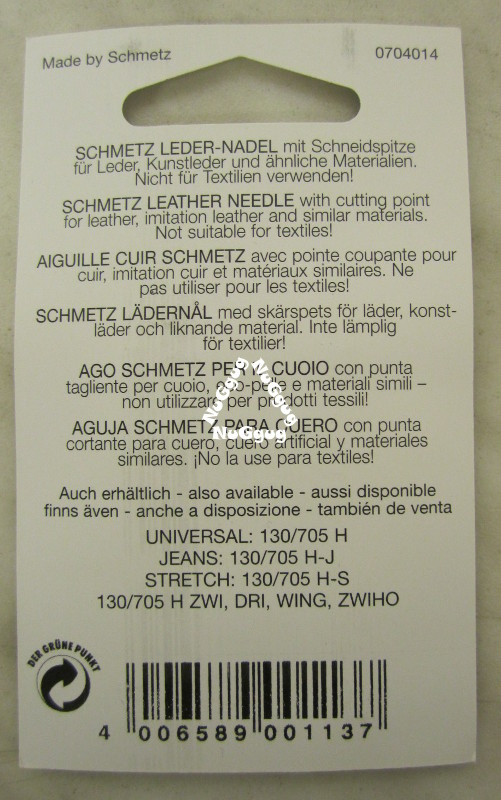 Made by Schmetz
0704014
SCHMETZ LEDER-NADEL mit Schneidspitze
für Leder, Kunstleder und ähnliche Materialien.
Nicht für Textilien verwenden!
SCHMETZ LEATHER NEEDLE with cutting point
for leather, imitation leather and similar materials.
Not suitable for textiles!
AIGUILLE CUIR SCHMETZ avec pointe coupante pour
cuir, imitation cuir et matériaux similaires. Ne
pas utiliser pour les textiles!
SCHMETZ LÄDERNÅL med skärspets för läder, konst-
läder och liknande material. Inte lämplig
för textilier!
AGO SCHMETZ PER IL CUOIO con punta
tagliente per cuoio, eco-pelle e materiali simili –
non utilizzare per prodotti tessili!
AGUJA SCHMETZ PARA CUERO con punta
cortante para cuero, cuero artificial y materiales
similares. ¡No la use para textiles!
NuGgug
NuGgug
NuGgug
Auch erhältlich - also available - aussi disponible
finns även - anche a disposizione - también de venta
UNIVERSAL: 130/705 H
JEANS: 130/705 H-J
STRETCH: 130/705 H-S
130/705 H ZWI, DRI, WING, ZWIHO
DER GRÜNE PUNKT
4 006589 001137